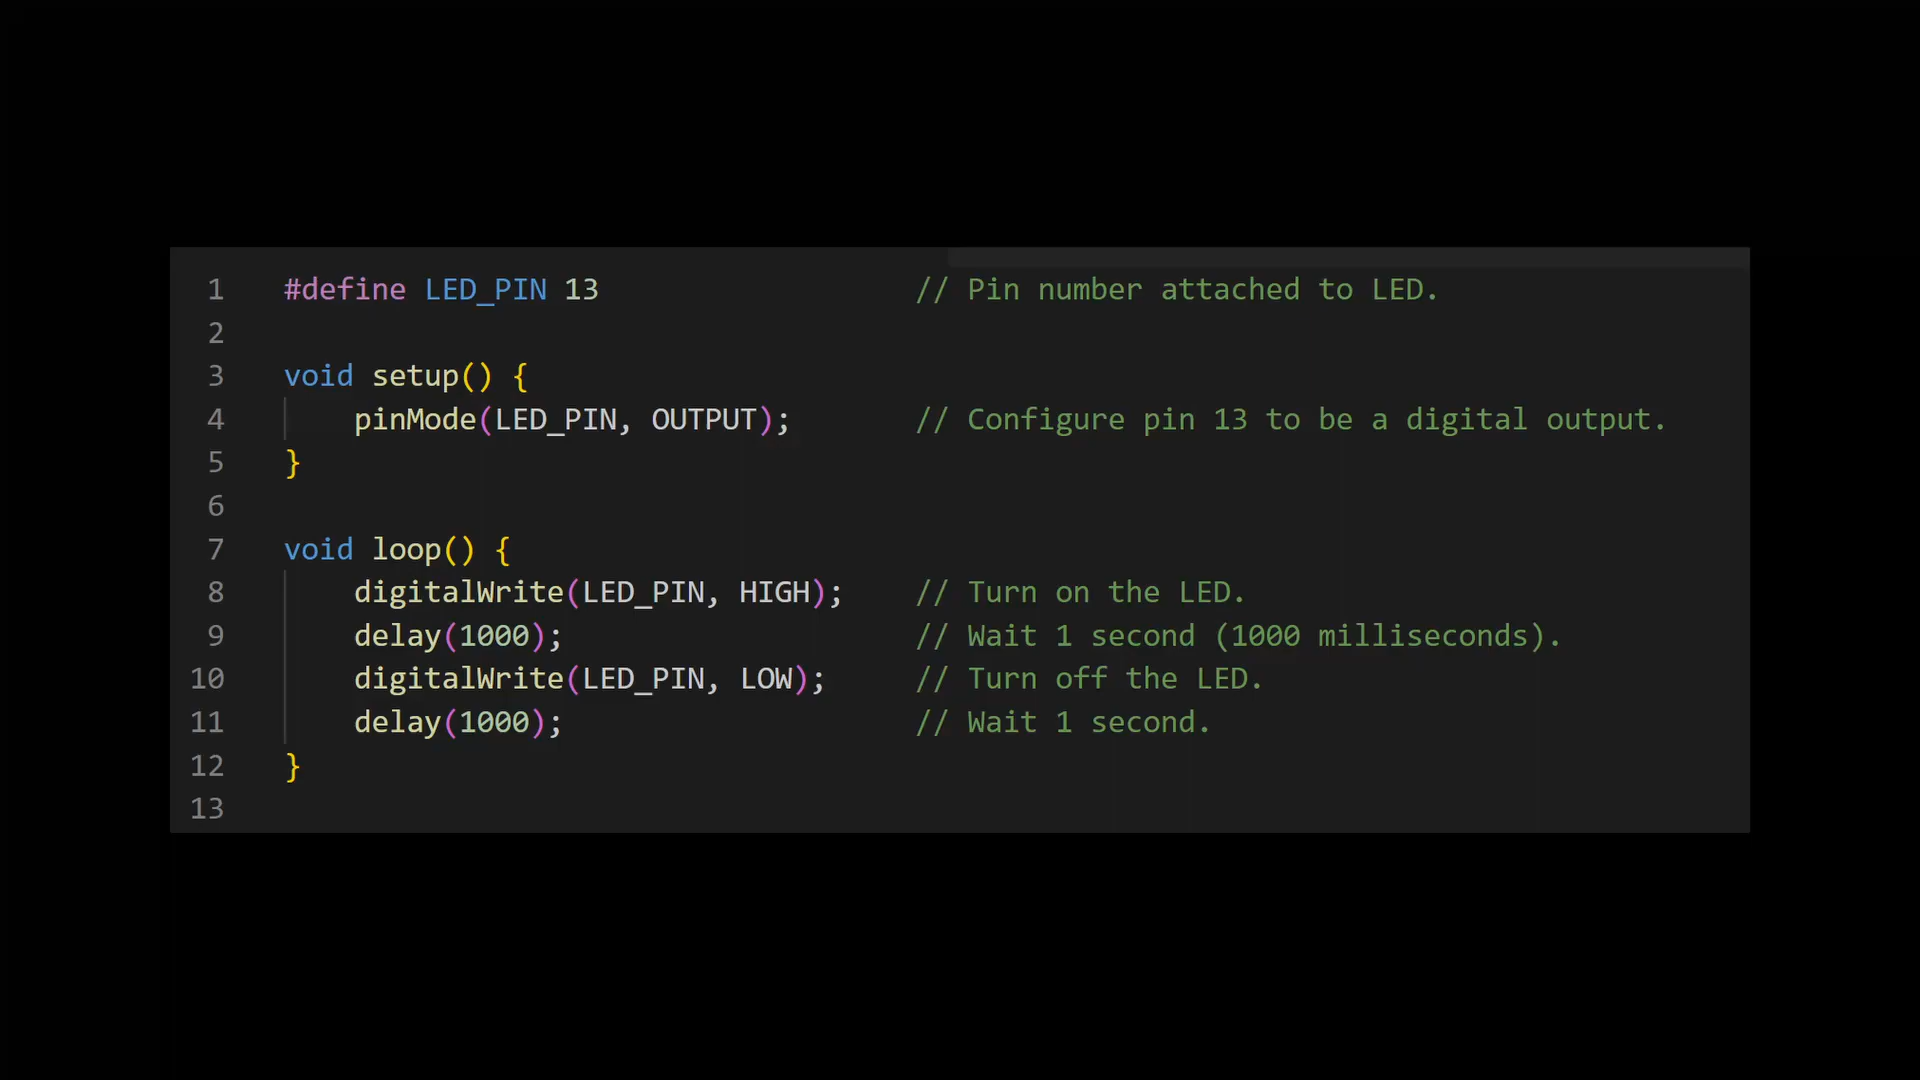 1 #define LED_PIN 13 // Pin number attached to LED.
2
3 void setup() {
4 pinMode(LED_PIN, OUTPUT); // Configure pin 13 to be a digital output.
5 }
6
7 void loop() {
8 digitalWrite(LED_PIN, HIGH); // Turn on the LED.
9 delay(1000); // Wait 1 second (1000 milliseconds).
10 digitalWrite(LED_PIN, LOW); // Turn off the LED.
11 delay(1000); // Wait 1 second.
12 }
13